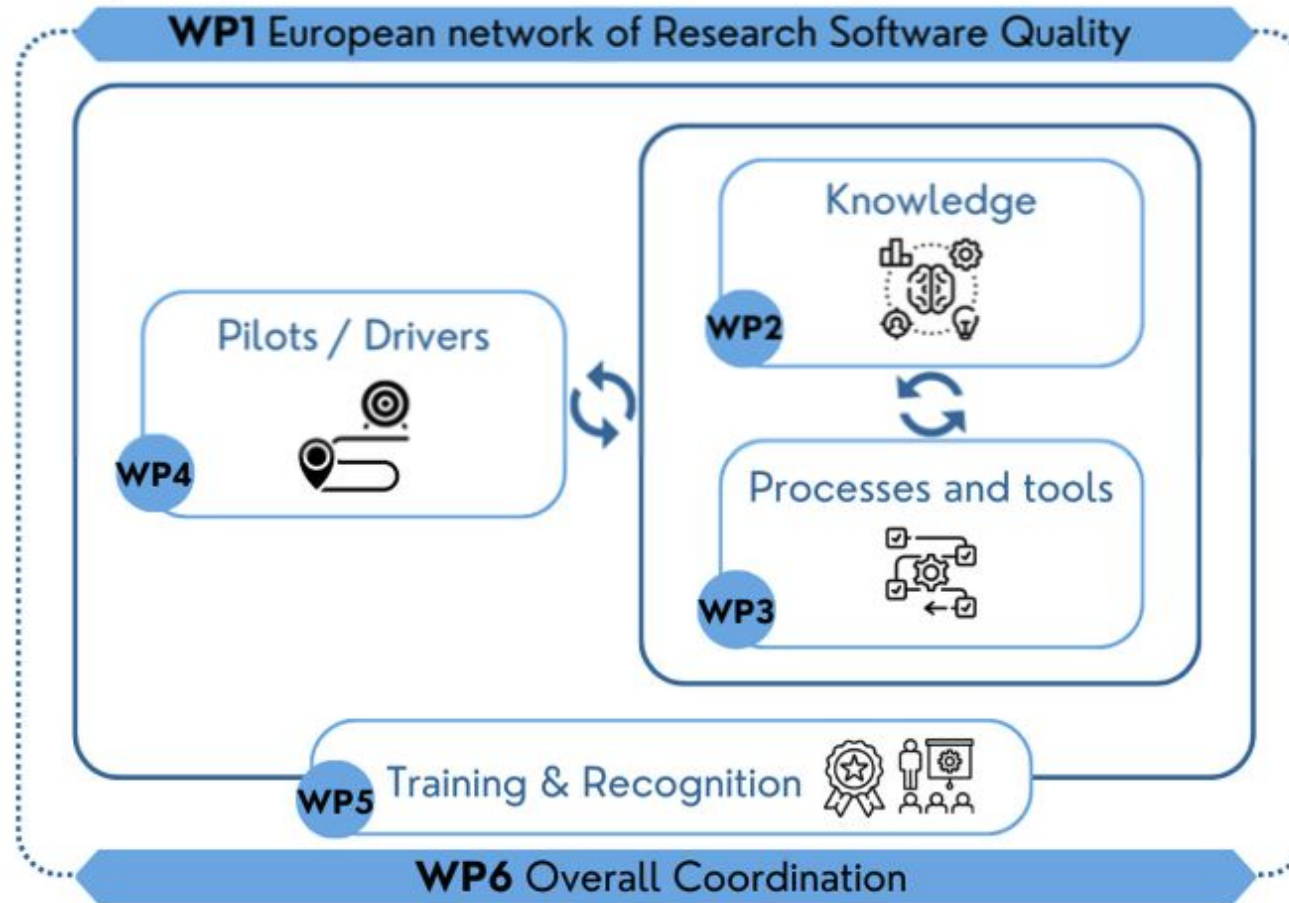 WP1 European network of Research Software Quality
Knowledge
WP2
Pilots / Drivers
WP4
Processes and tools
WP3
Training & Recognition
WP5
WP6 Overall Coordination